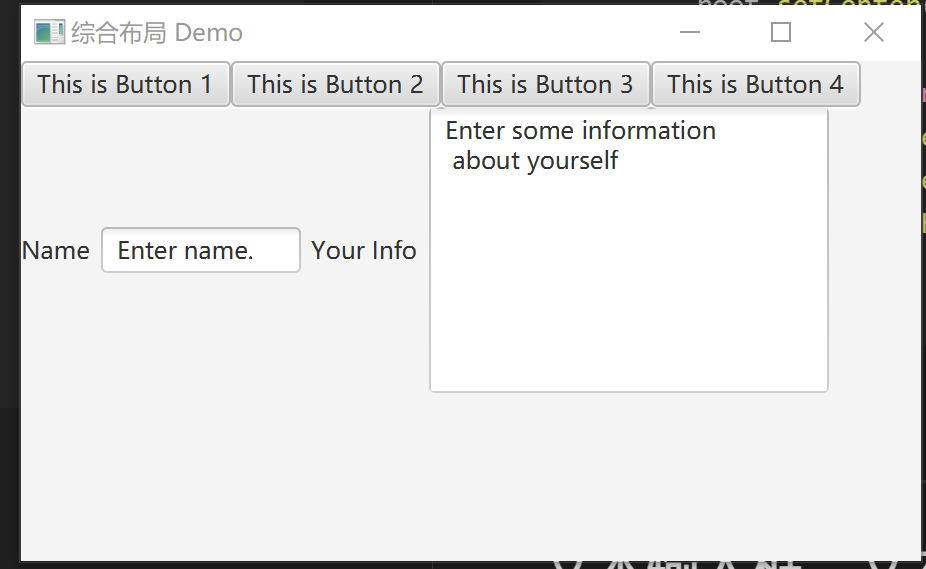 综合布局 Demo
This is Button 1 This is Button 2 This is Button 3 This is Button 4
Enter some information
about yourself
Name Enter name. Your Info